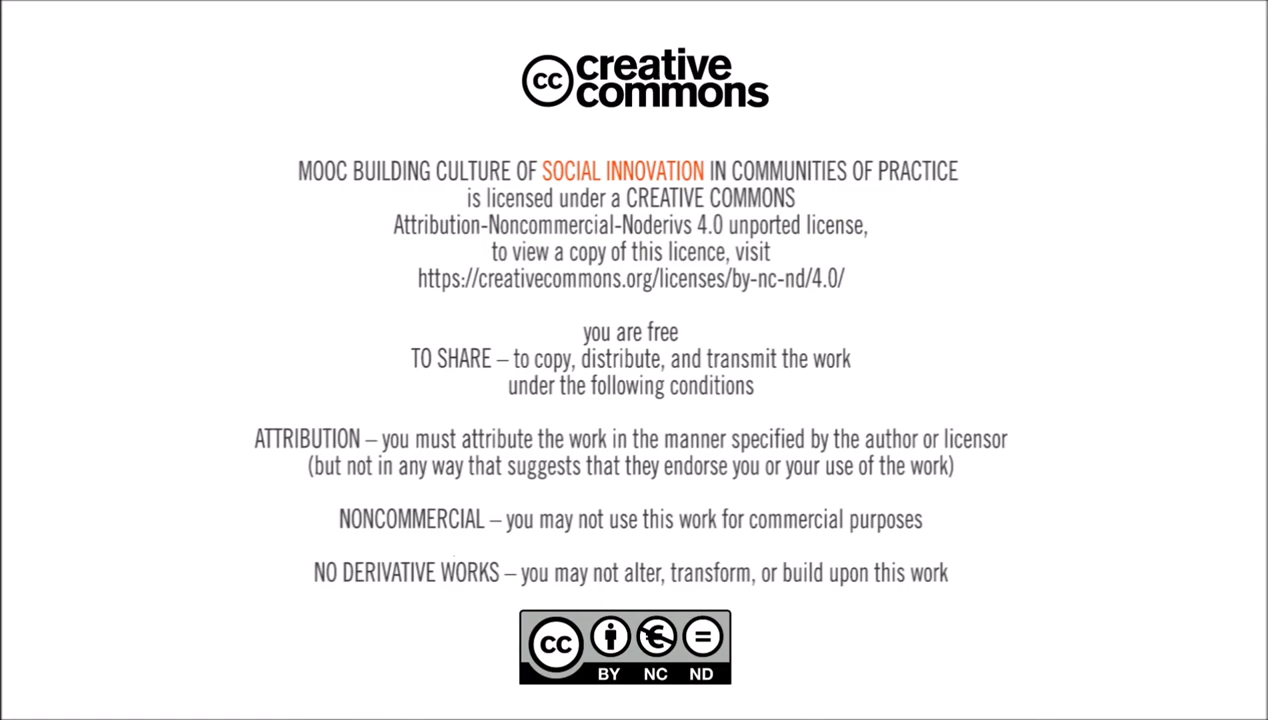 cc creative
commons
MOOC BUILDING CULTURE OF SOCIAL INNOVATION IN COMMUNITIES OF PRACTICE
is licensed under a CREATIVE COMMONS
Attribution-Noncommercial-Noderivs 4.0 unported license,
to view a copy of this licence, visit
https://creativecommons.org/licenses/by-nc-nd/4.0/
you are free
TO SHARE – to copy, distribute, and transmit the work
under the following conditions
ATTRIBUTION – you must attribute the work in the manner specified by the author or licensor
(but not in any way that suggests that they endorse you or your use of the work)
NONCOMMERCIAL – you may not use this work for commercial purposes
NO DERIVATIVE WORKS – you may not alter, transform, or build upon this work
cc € =
BY NC ND